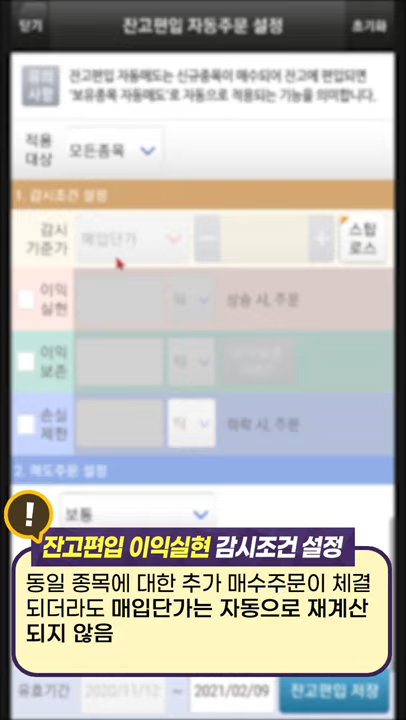 닫기
잔고편입 자동주문 설정
초기화
유의
사항
잔고편입 자동매도는 신규종목이 매수되어 잔고에 편입되면
'보유종목 자동매도'로 자동으로 적용되는 기능을 의미합니다.
적용
대상
모든종목
1. 감시조건 설정
감시
기준가
매입단가
스탑
로스
이익
실현
상승 시, 주문
이익
보존
손실
제한
하락 시, 주문
2. 매도주문 설정
보통
!
잔고편입 이익실현 감시조건 설정
동일 종목에 대한 추가 매수주문이 체결
되더라도 매입단가는 자동으로 재계산
되지 않음
유효기간
2020/11/12
~
2021/02/09
잔고편입 저장